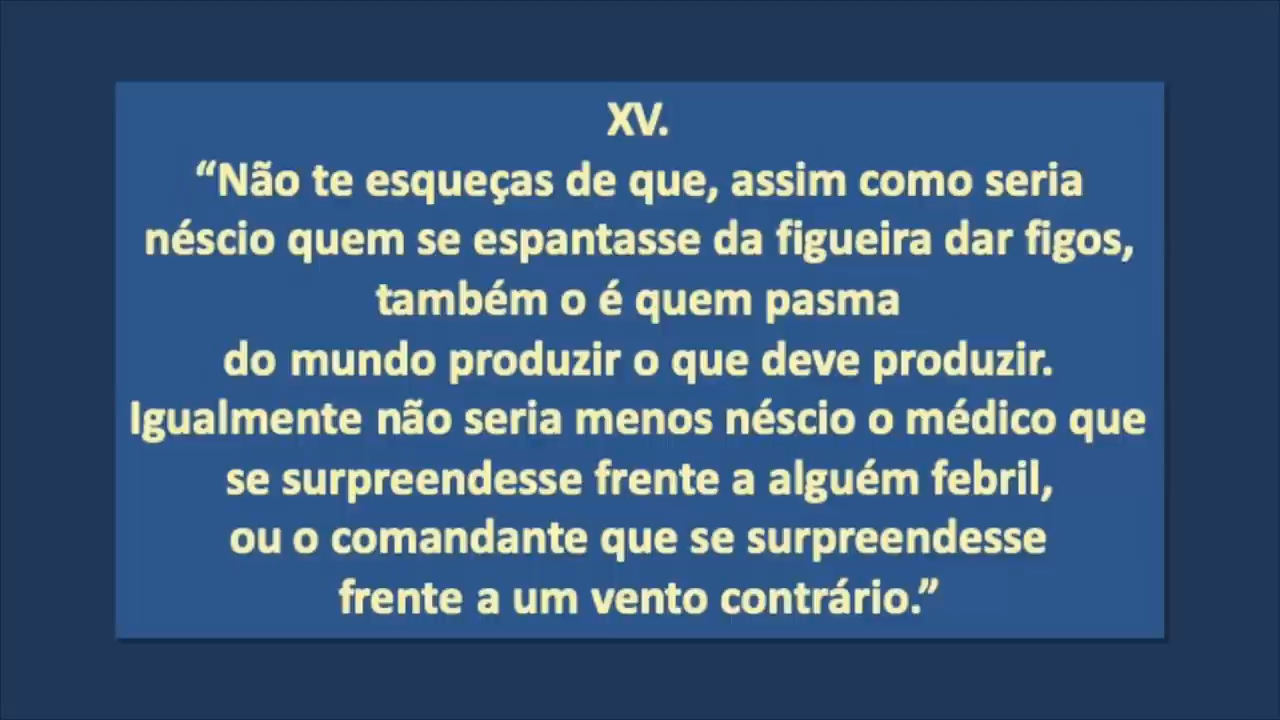 XV.
“Não te esqueças de que, assim como seria
néscio quem se espantasse da figueira dar figos,
também o é quem pasma
do mundo produzir o que deve produzir.
Igualmente não seria menos néscio o médico que
se surpreendesse frente a alguém febril,
ou o comandante que se surpreendesse
frente a um vento contrário.”